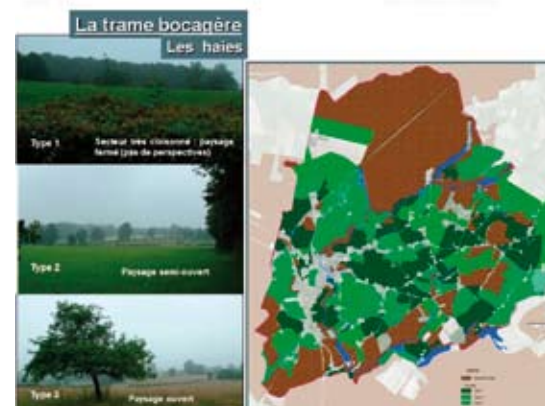 La trame bocagère
Les haies
Type 1
Secteur très cloisonné : paysage
fermé (pas de perspectives)
Type 2
Paysage semi-ouvert
Type 3
Paysage ouvert